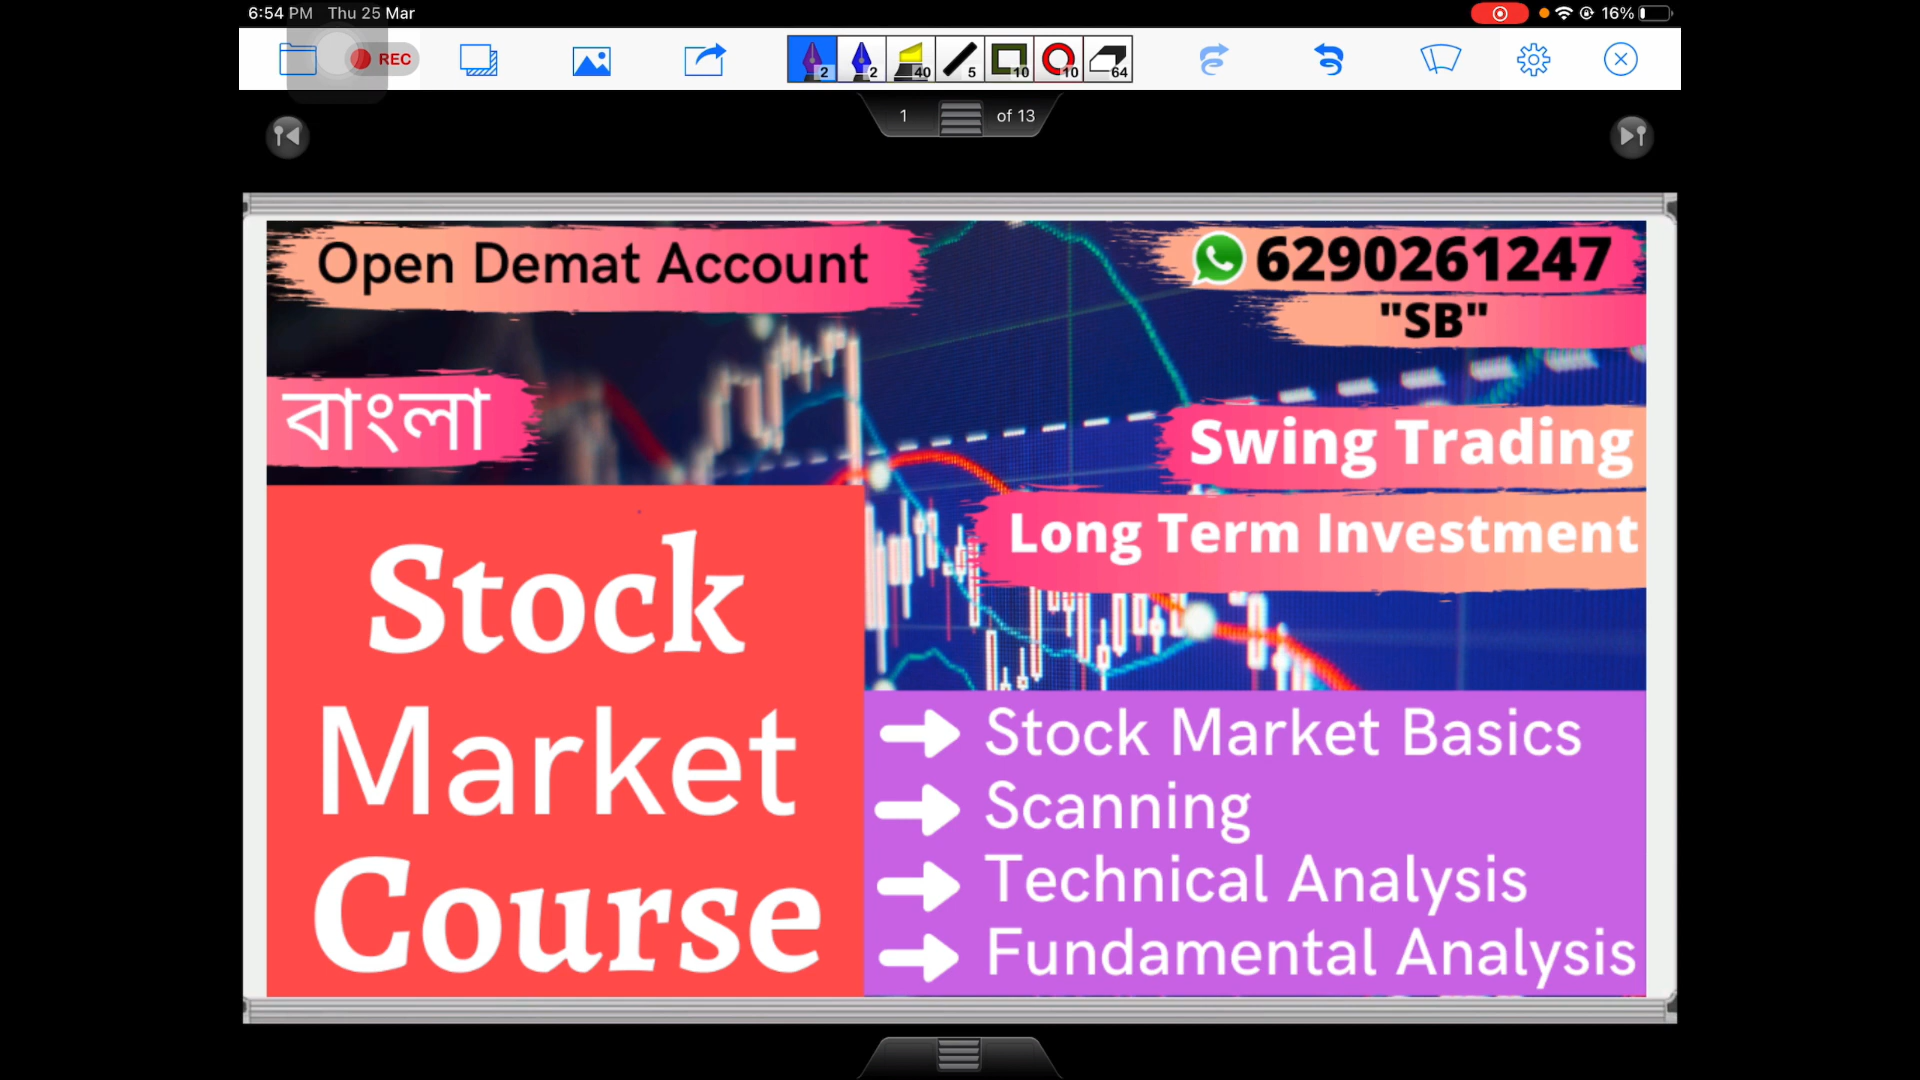 6:54 PM Thu 25 Mar
16%
REC
2
2
40
5
10
10
64
1 of 13
Open Demat Account
6290261247
"SB"
বাংলা
Swing Trading
Long Term Investment
Stock
Market
Course
Stock Market Basics
Scanning
Technical Analysis
Fundamental Analysis